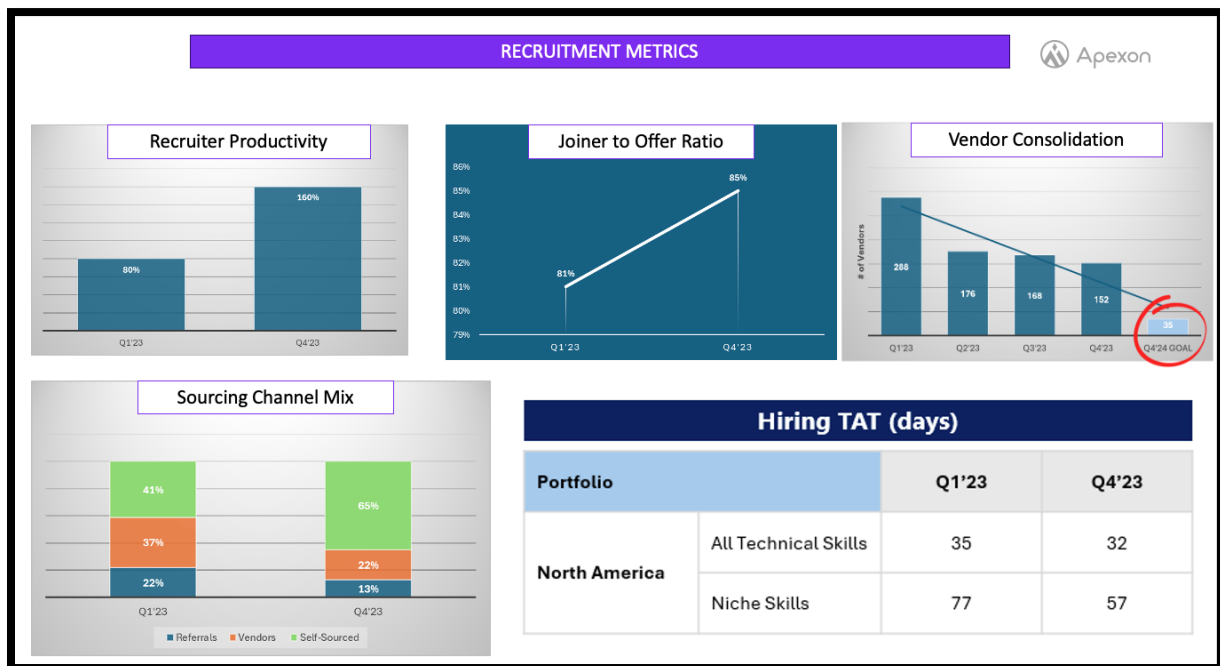 RECRUITMENT METRICS
Apexon
Recruiter Productivity
80%
160%
Q1'23
Q4'23
Joiner to Offer Ratio
86%
85%
84%
83%
82%
81%
80%
79%
81%
85%
Q1'23
Q4'23
Vendor Consolidation
# of Vendors
288
176
168
152
35
Q1'23
Q2'23
Q3'23
Q4'23
Q4'24 GOAL
Sourcing Channel Mix
41%
37%
22%
65%
22%
13%
Q1'23
Q4'23
Referrals
Vendors
Self-Sourced
Hiring TAT (days)
Portfolio
Q1’23
Q4’23
North America
All Technical Skills
35
32
Niche Skills
77
57